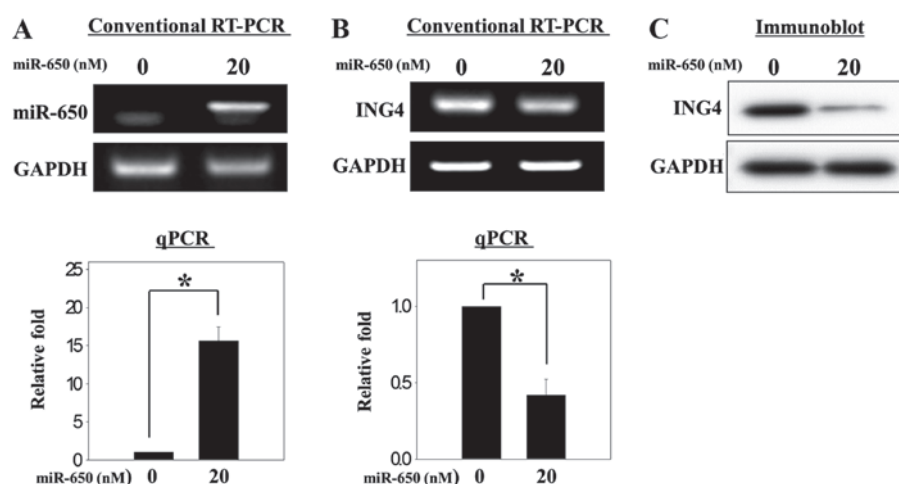 A
Conventional RT-PCR
miR-650 (nM)
0
20
miR-650
GAPDH
qPCR
Relative fold
25
20
15
10
5
0
*
miR-650 (nM)
0
20
B
Conventional RT-PCR
miR-650 (nM)
0
20
ING4
GAPDH
qPCR
Relative fold
1.0
0.5
0.0
*
miR-650 (nM)
0
20
C
Immunoblot
miR-650 (nM)
0
20
ING4
GAPDH